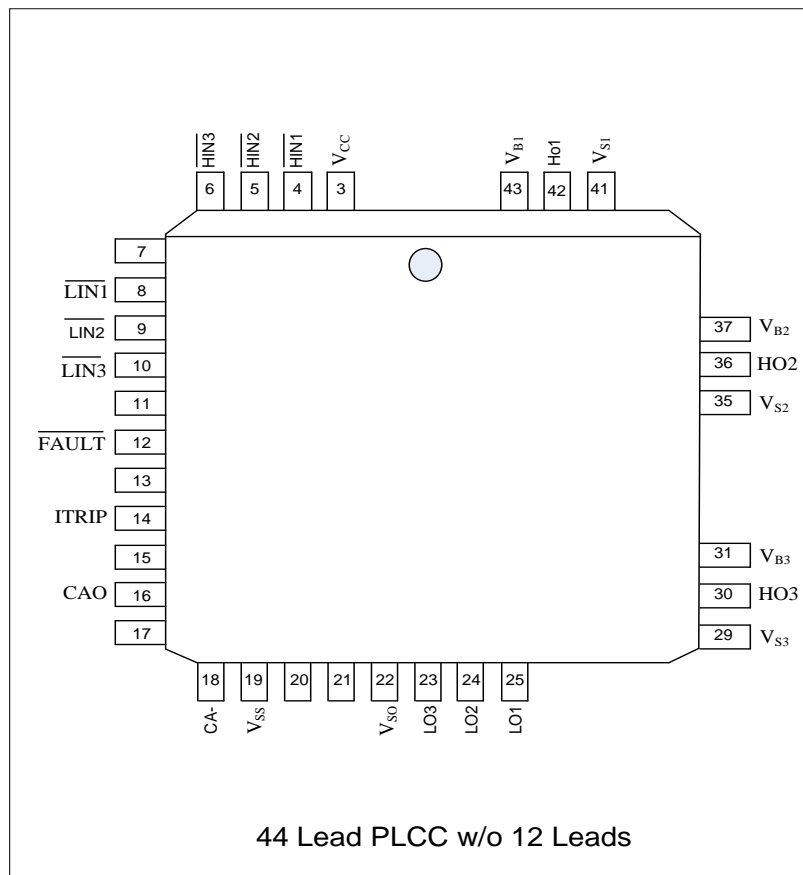 HIN3
HIN2
HIN1
VCC
VB1
Ho1
VS1
6
5
4
3
43
42
41
7
LIN1
8
LIN2
9
LIN3
10
11
FAULT
12
13
ITRIP
14
15
CAO
16
17
37
VB2
36
HO2
35
VS2
31
VB3
30
HO3
29
VS3
18
19
20
21
22
23
24
25
CA-
VSS
VSO
LO3
LO2
LO1
44 Lead PLCC w/o 12 Leads